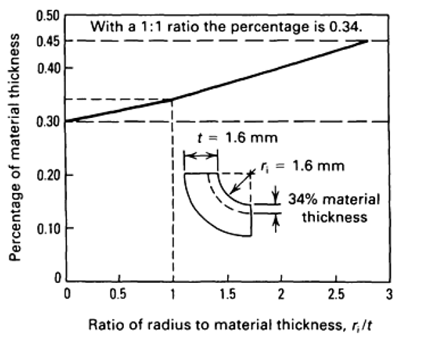 With a 1:1 ratio the percentage is 0.34.
Percentage of material thickness
0.50
0.45
0.40
0.30
0.20
0.10
0
t = 1.6 mm
rᵢ = 1.6 mm
34% material
thickness
0 0.5 1 1.5 2 2.5 3
Ratio of radius to material thickness, rᵢ/t